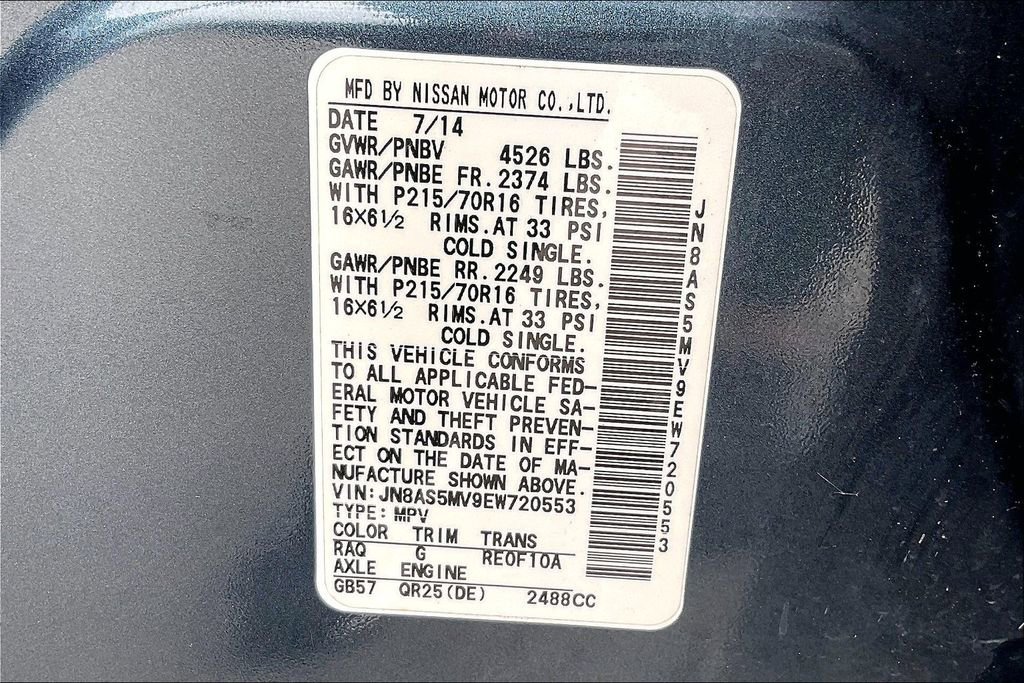 MFD BY NISSAN MOTOR CO.,LTD.
DATE 7/14
GVWR/PNBV 4526 LBS.
GAWR/PNBE FR. 2374 LBS.
WITH P215/70R16 TIRES,
16X6½ RIMS.AT 33 PSI
COLD SINGLE.
GAWR/PNBE RR. 2249 LBS.
WITH P215/70R16 TIRES,
16X6½ RIMS.AT 33 PSI
COLD SINGLE.
THIS VEHICLE CONFORMS
TO ALL APPLICABLE FED-
ERAL MOTOR VEHICLE SA-
FETY AND THEFT PREVEN-
TION STANDARDS IN EFF-
ECT ON THE DATE OF MA-
NUFACTURE SHOWN ABOVE.
VIN:JN8AS5MV9EW720553
TYPE: MPV
COLOR TRIM TRANS
RAQ G RE0F10A
AXLE ENGINE
GB57 QR25(DE) 2488CC
JN8AS5MV9EW720553